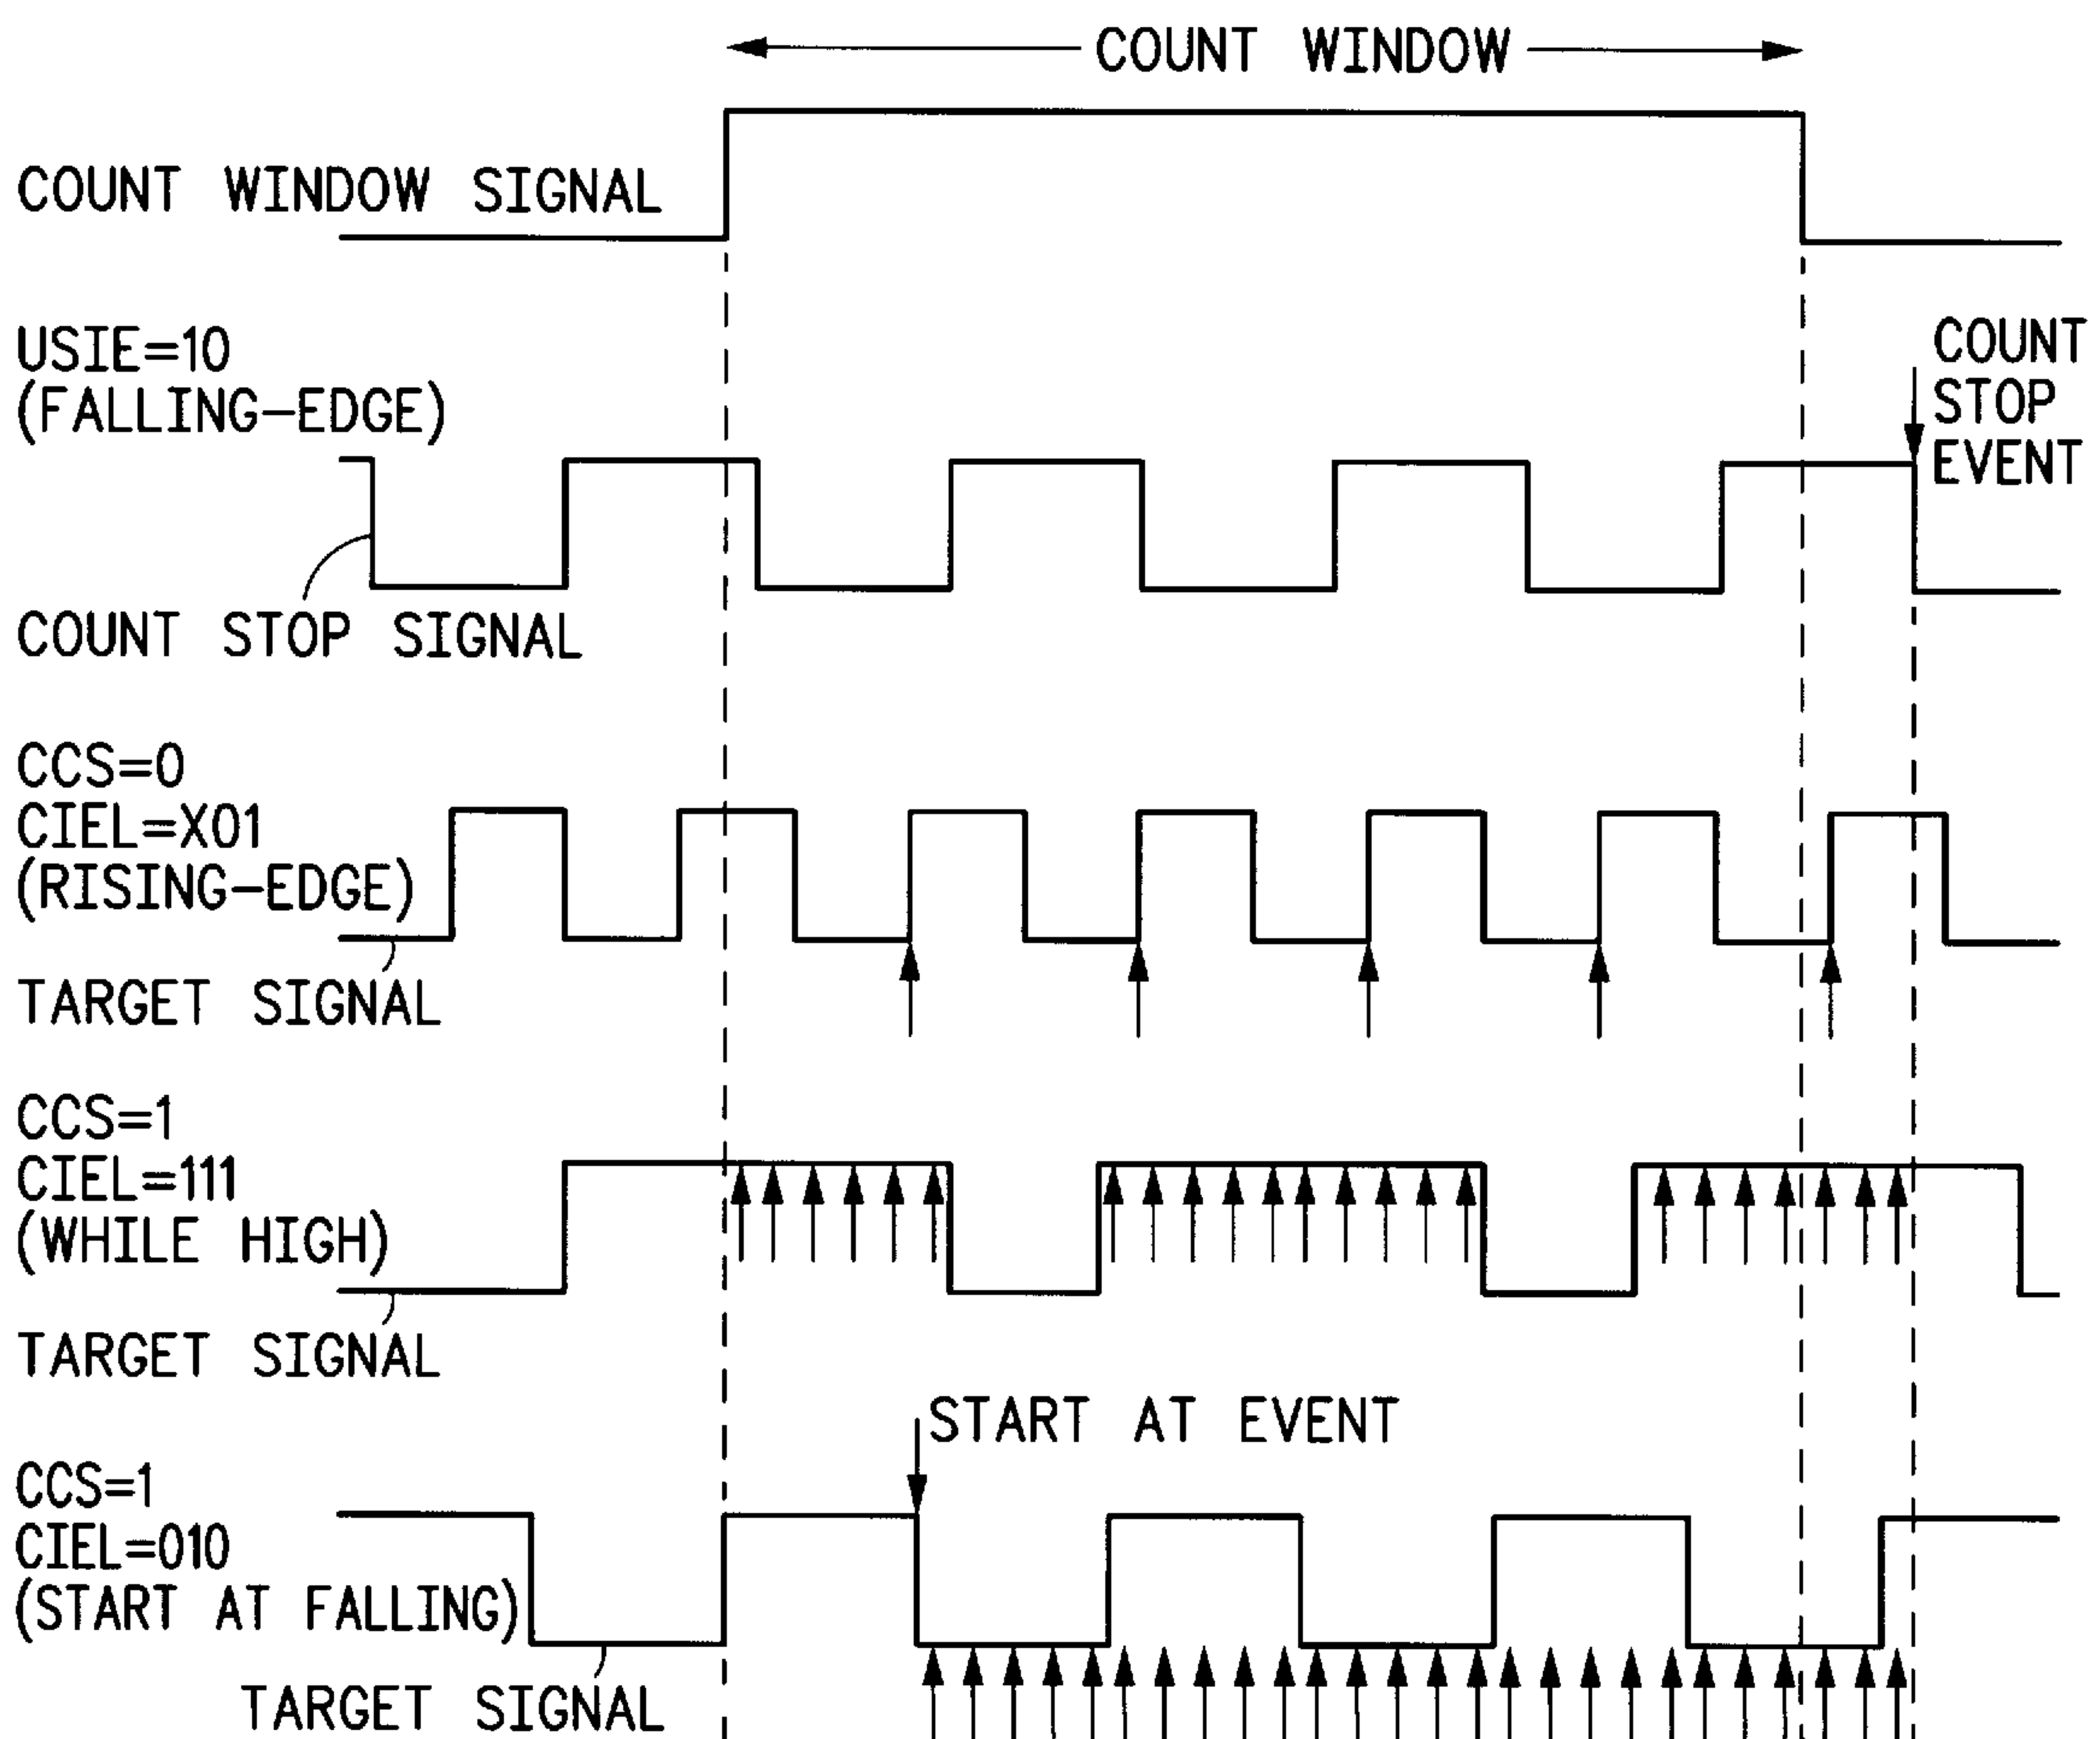 COUNT WINDOW
COUNT WINDOW SIGNAL
USIE=10
(FALLING-EDGE)
COUNT
STOP
EVENT
COUNT STOP SIGNAL
CCS=0
CIEL=X01
(RISING-EDGE)
TARGET SIGNAL
CCS=1
CIEL=111
(WHILE HIGH)
TARGET SIGNAL
START AT EVENT
CCS=1
CIEL=010
(START AT FALLING)
TARGET SIGNAL